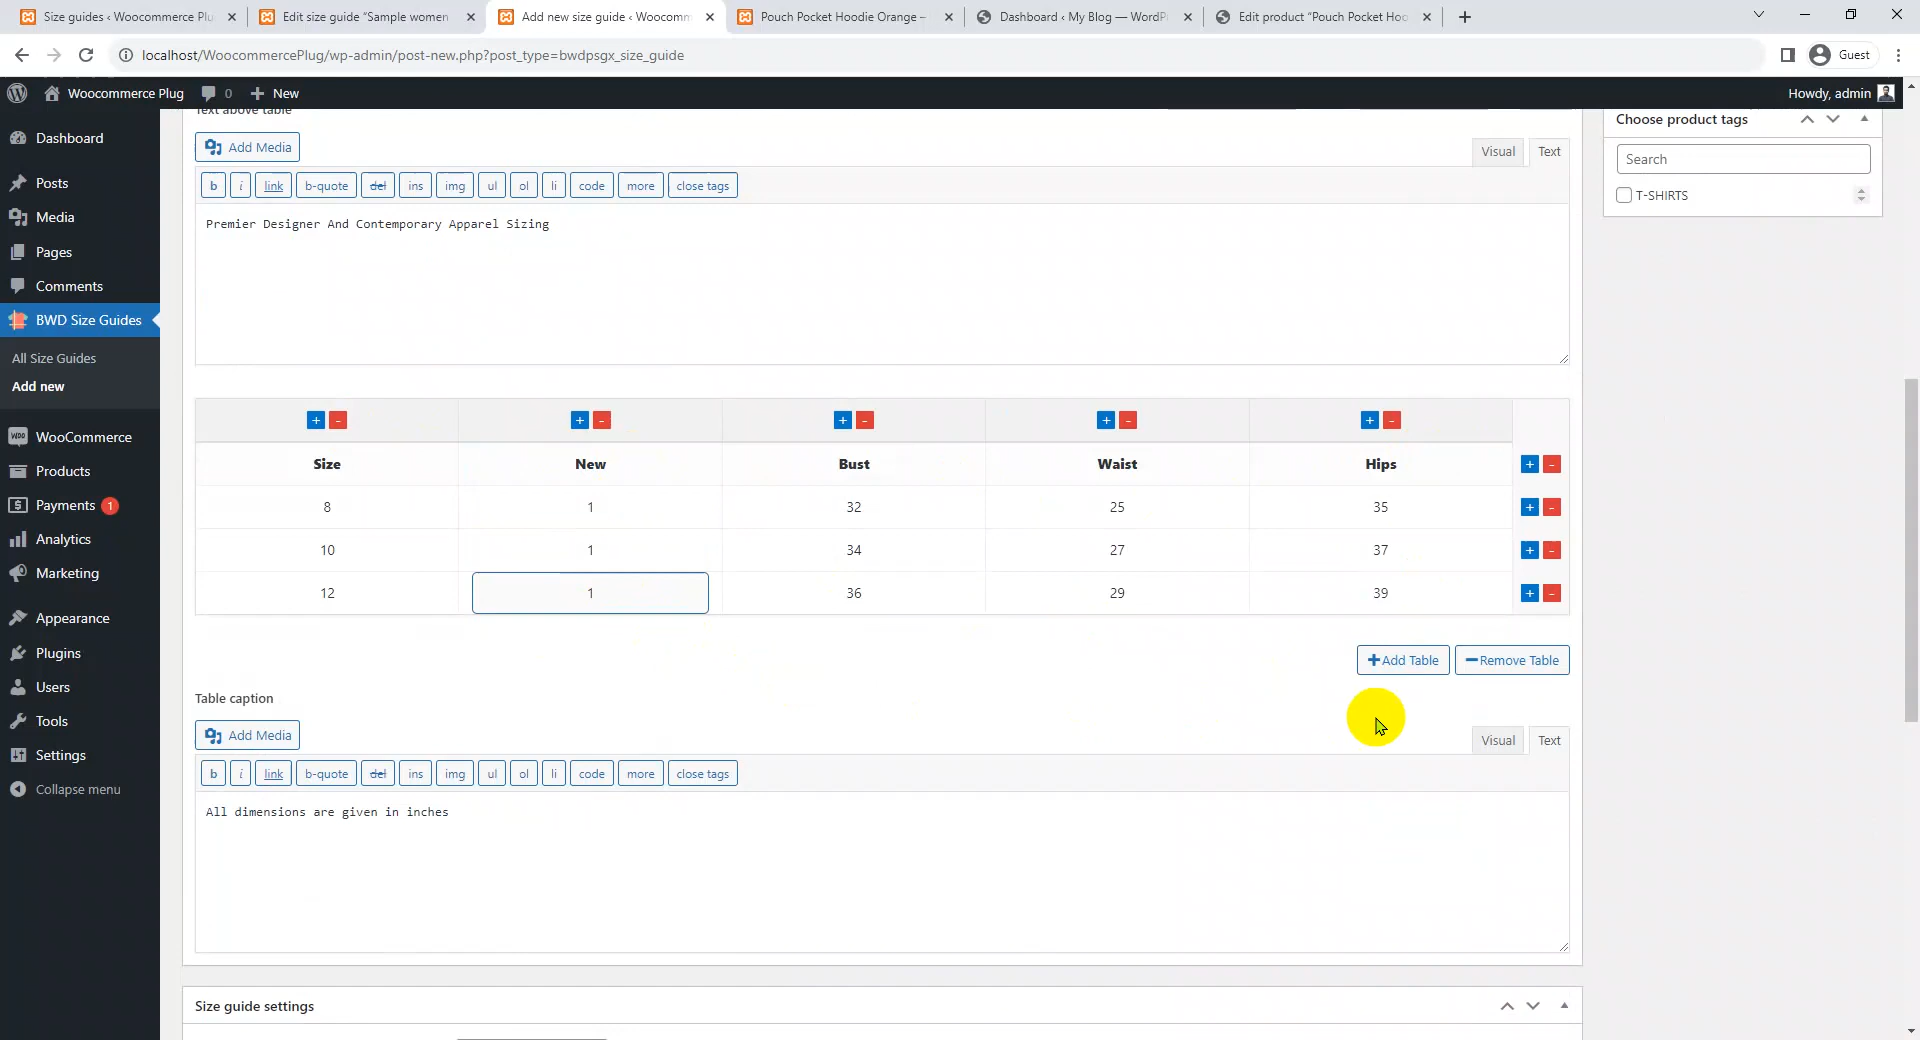 Size guides ‹ Woocommerce Plu
Edit size guide “Sample women
Add new size guide ‹ Woocomm
Pouch Pocket Hoodie Orange –
Dashboard ‹ My Blog — WordP
Edit product “Pouch Pocket Hoo
localhost/WoocommercePlug/wp-admin/post-new.php?post_type=bwdpsgx_size_guide
Guest
Woocommerce Plug
0
New
Howdy, admin
Dashboard
Posts
Media
Pages
Comments
BWD Size Guides
All Size Guides
Add new
WooCommerce
Products
Payments 1
Analytics
Marketing
Appearance
Plugins
Users
Tools
Settings
Collapse menu
Text above table
Add Media
Visual Text
b i link b-quote del ins img ul ol li code more close tags
Premier Designer And Contemporary Apparel Sizing
+ - + - + - + - + -
Size New Bust Waist Hips + -
8 1 32 25 35 + -
10 1 34 27 37 + -
12 1 36 29 39 + -
+Add Table −Remove Table
Table caption
Add Media
Visual Text
b i link b-quote del ins img ul ol li code more close tags
All dimensions are given in inches
Size guide settings
Choose product tags
Search
T-SHIRTS